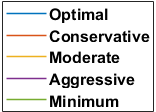 Optimal
Conservative
Moderate
Aggressive
Minimum